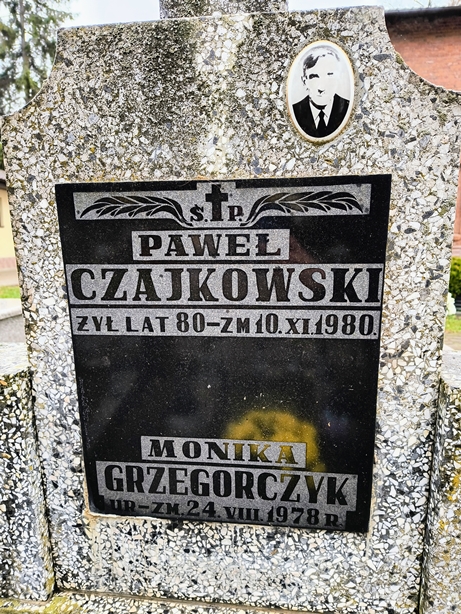 Ś. P.
PAWEŁ
CZAJKOWSKI
ŻYŁ LAT 80-ZM 10.XI.1980.
MONIKA
GRZEGORCZYK
UR-ZM. 24. VIII. 1978 R.